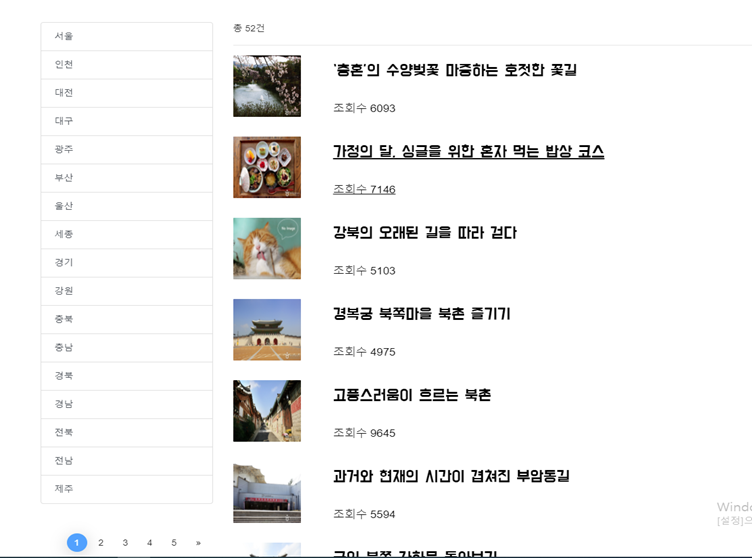 총 52건
서울
인천
대전
대구
광주
부산
울산
세종
경기
강원
충북
충남
경북
경남
전북
전남
제주
1 2 3 4 5 »
'충혼'의 수양벚꽃 마중하는 호젓한 꽃길
조회수 6093
가정의 달, 싱글을 위한 혼자 먹는 밥상 코스
조회수 7146
강북의 오래된 길을 따라 걷다
조회수 5103
경복궁 북쪽마을 북촌 즐기기
조회수 4975
고풍스러움이 흐르는 북촌
조회수 9645
과거와 현재의 시간이 겹쳐진 부암동길
조회수 5594
Windo
[설정]으